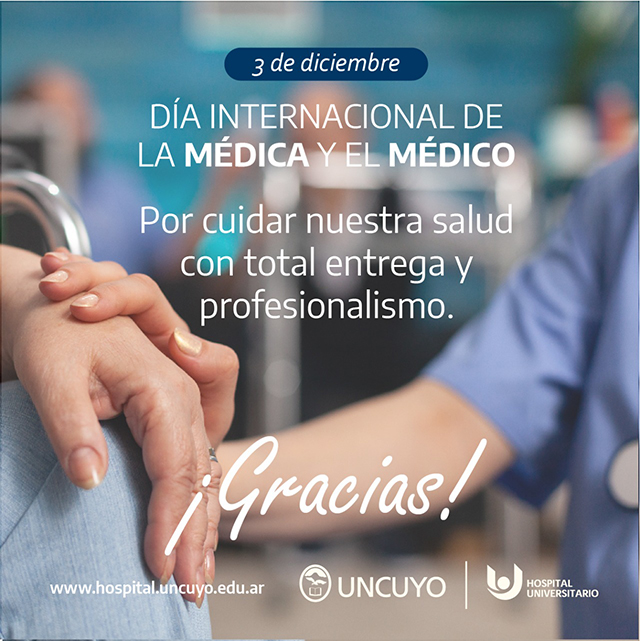 3 de diciembre
DÍA INTERNACIONAL DE
LA MÉDICA Y EL MÉDICO
Por cuidar nuestra salud
con total entrega y
profesionalismo.
¡Gracias!
www.hospital.uncuyo.edu.ar
UNCUYO
HOSPITAL
UNIVERSITARIO